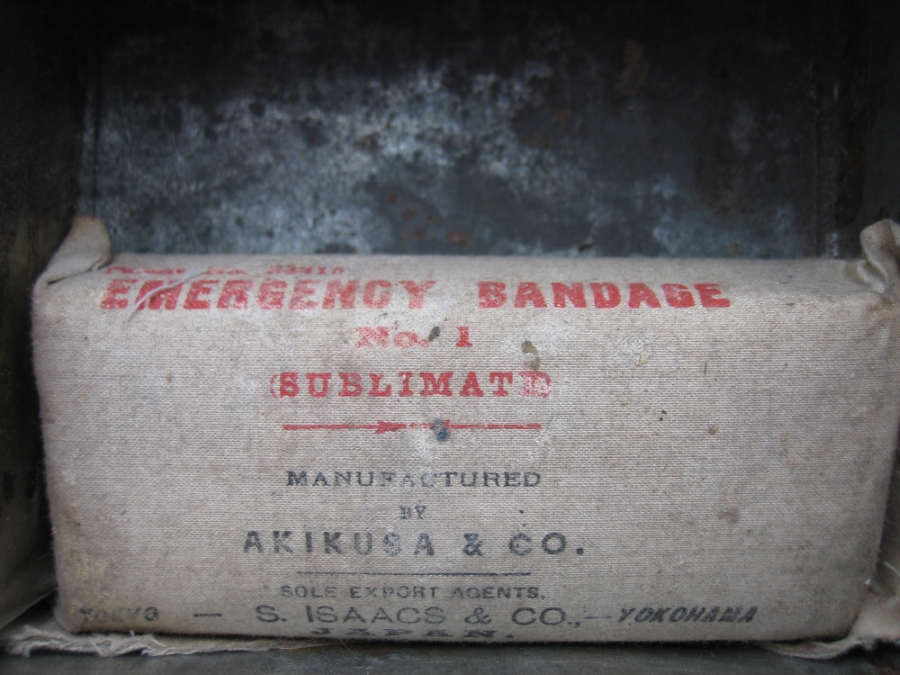 EMERGENCY BANDAGE
No. 1
(SUBLIMATE)
MANUFACTURED
BY
AKIKUSA & CO.
SOLE EXPORT AGENTS,
TOKYO — S. ISAACS & CO., — YOKOHAMA
JAPAN.